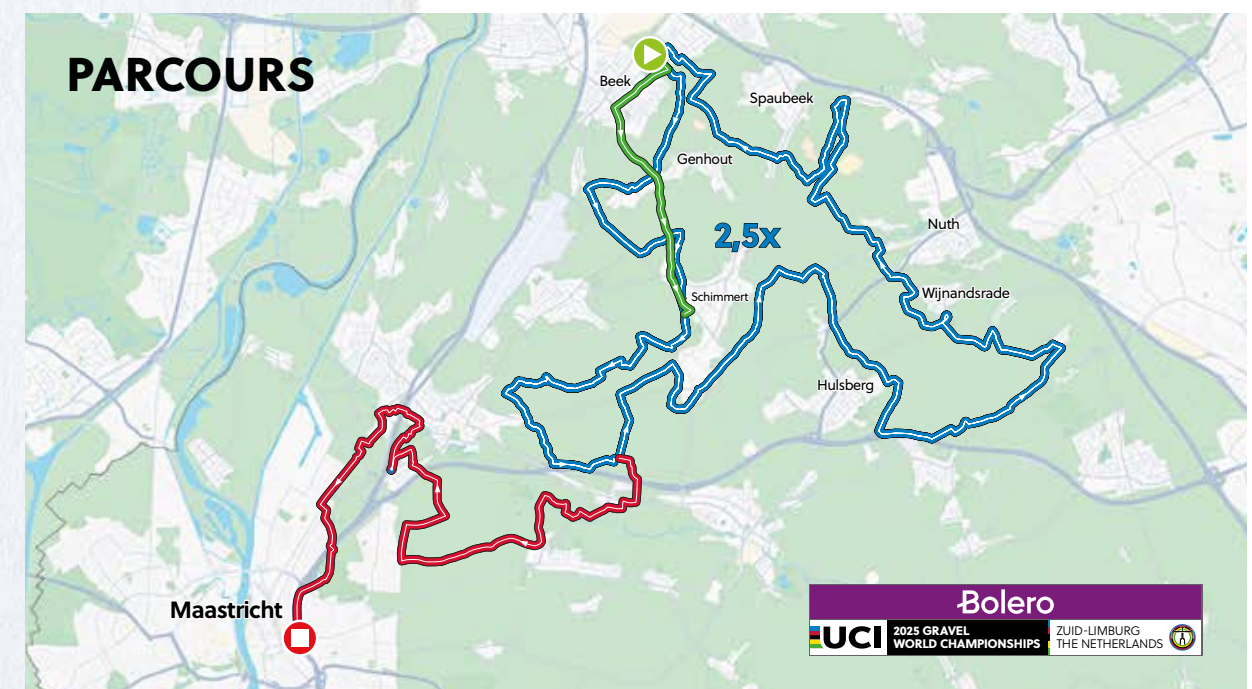 PARCOURS
Beek
Spaubeek
Genhout
Nuth
2,5x
Wijnandsrade
Schimmert
Hulsberg
Maastricht
Bolero
UCI
2025 GRAVEL
WORLD CHAMPIONSHIPS
ZUID-LIMBURG
THE NETHERLANDS